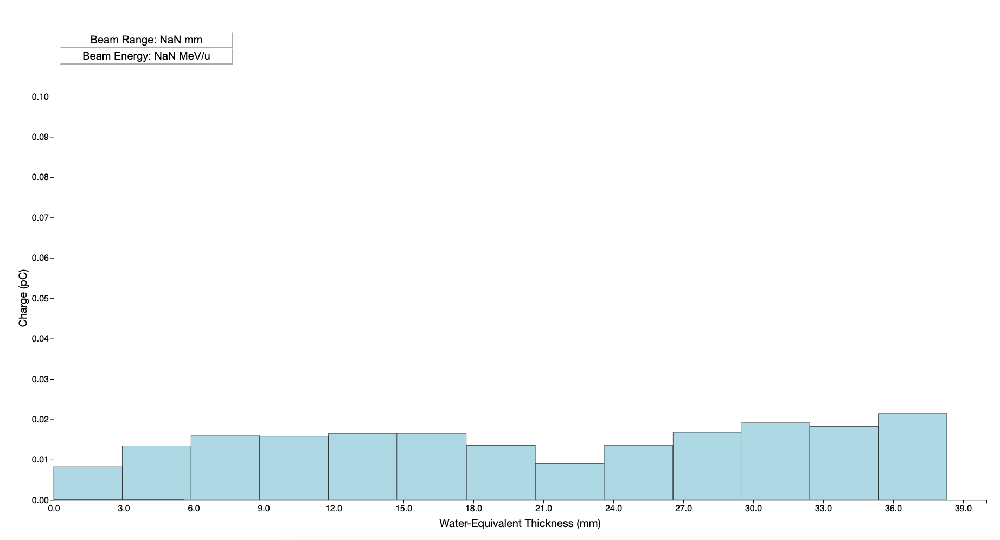 Beam Range: NaN mm
Beam Energy: NaN MeV/u
0.10
0.09
0.08
0.07
0.06
0.05
0.04
0.03
0.02
0.01
0.00
Charge (pC)
0.0 3.0 6.0 9.0 12.0 15.0 18.0 21.0 24.0 27.0 30.0 33.0 36.0 39.0
Water-Equivalent Thickness (mm)